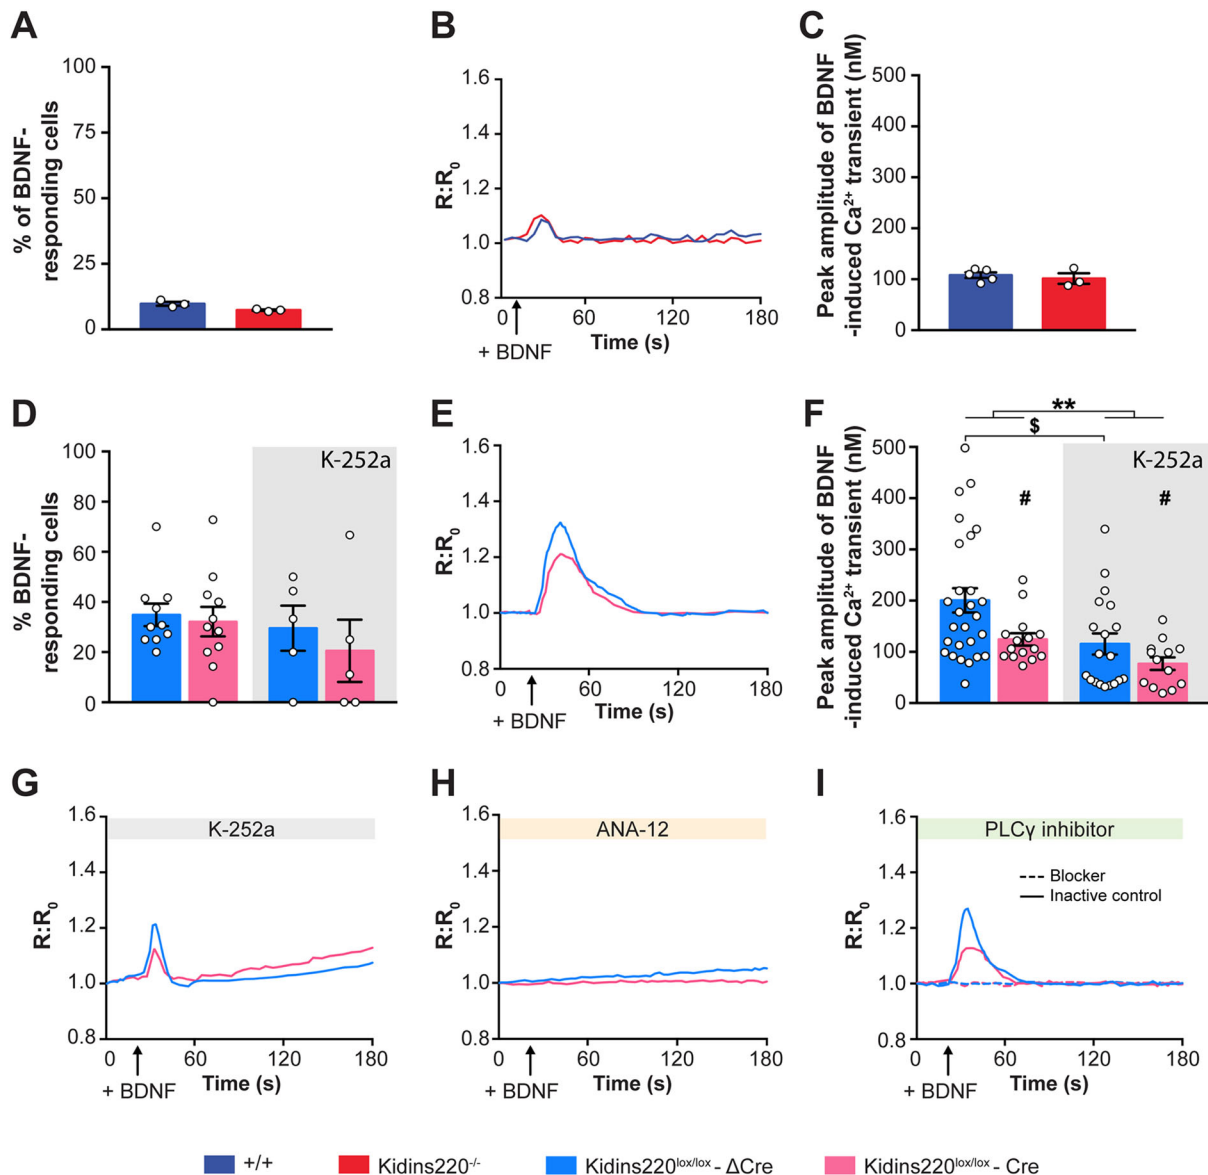 A
% of BDNF-
responding cells
100
75
50
25
0
B
R:R0
1.6
1.4
1.2
1.0
0.8
0 60 120 180
Time (s)
+ BDNF
C
Peak amplitude of BDNF
-induced Ca²⁺ transient (nM)
500
400
300
200
100
0
D
% BDNF-
responding cells
100
80
60
40
20
0
K-252a
E
R:R0
1.6
1.4
1.2
1.0
0.8
0 60 120 180
Time (s)
+ BDNF
F
Peak amplitude of BDNF
-induced Ca²⁺ transient (nM)
500
400
300
200
100
0
**
$
K-252a
# #
G
R:R0
1.6
1.4
1.2
1.0
0.8
K-252a
0 60 120 180
Time (s)
+ BDNF
H
R:R0
1.6
1.4
1.2
1.0
0.8
ANA-12
0 60 120 180
Time (s)
+ BDNF
I
R:R0
1.6
1.4
1.2
1.0
0.8
PLCγ inhibitor
Blocker
Inactive control
0 60 120 180
Time (s)
+ BDNF
+/+ Kidins220-/- Kidins220lox/lox - ΔCre Kidins220lox/lox - Cre